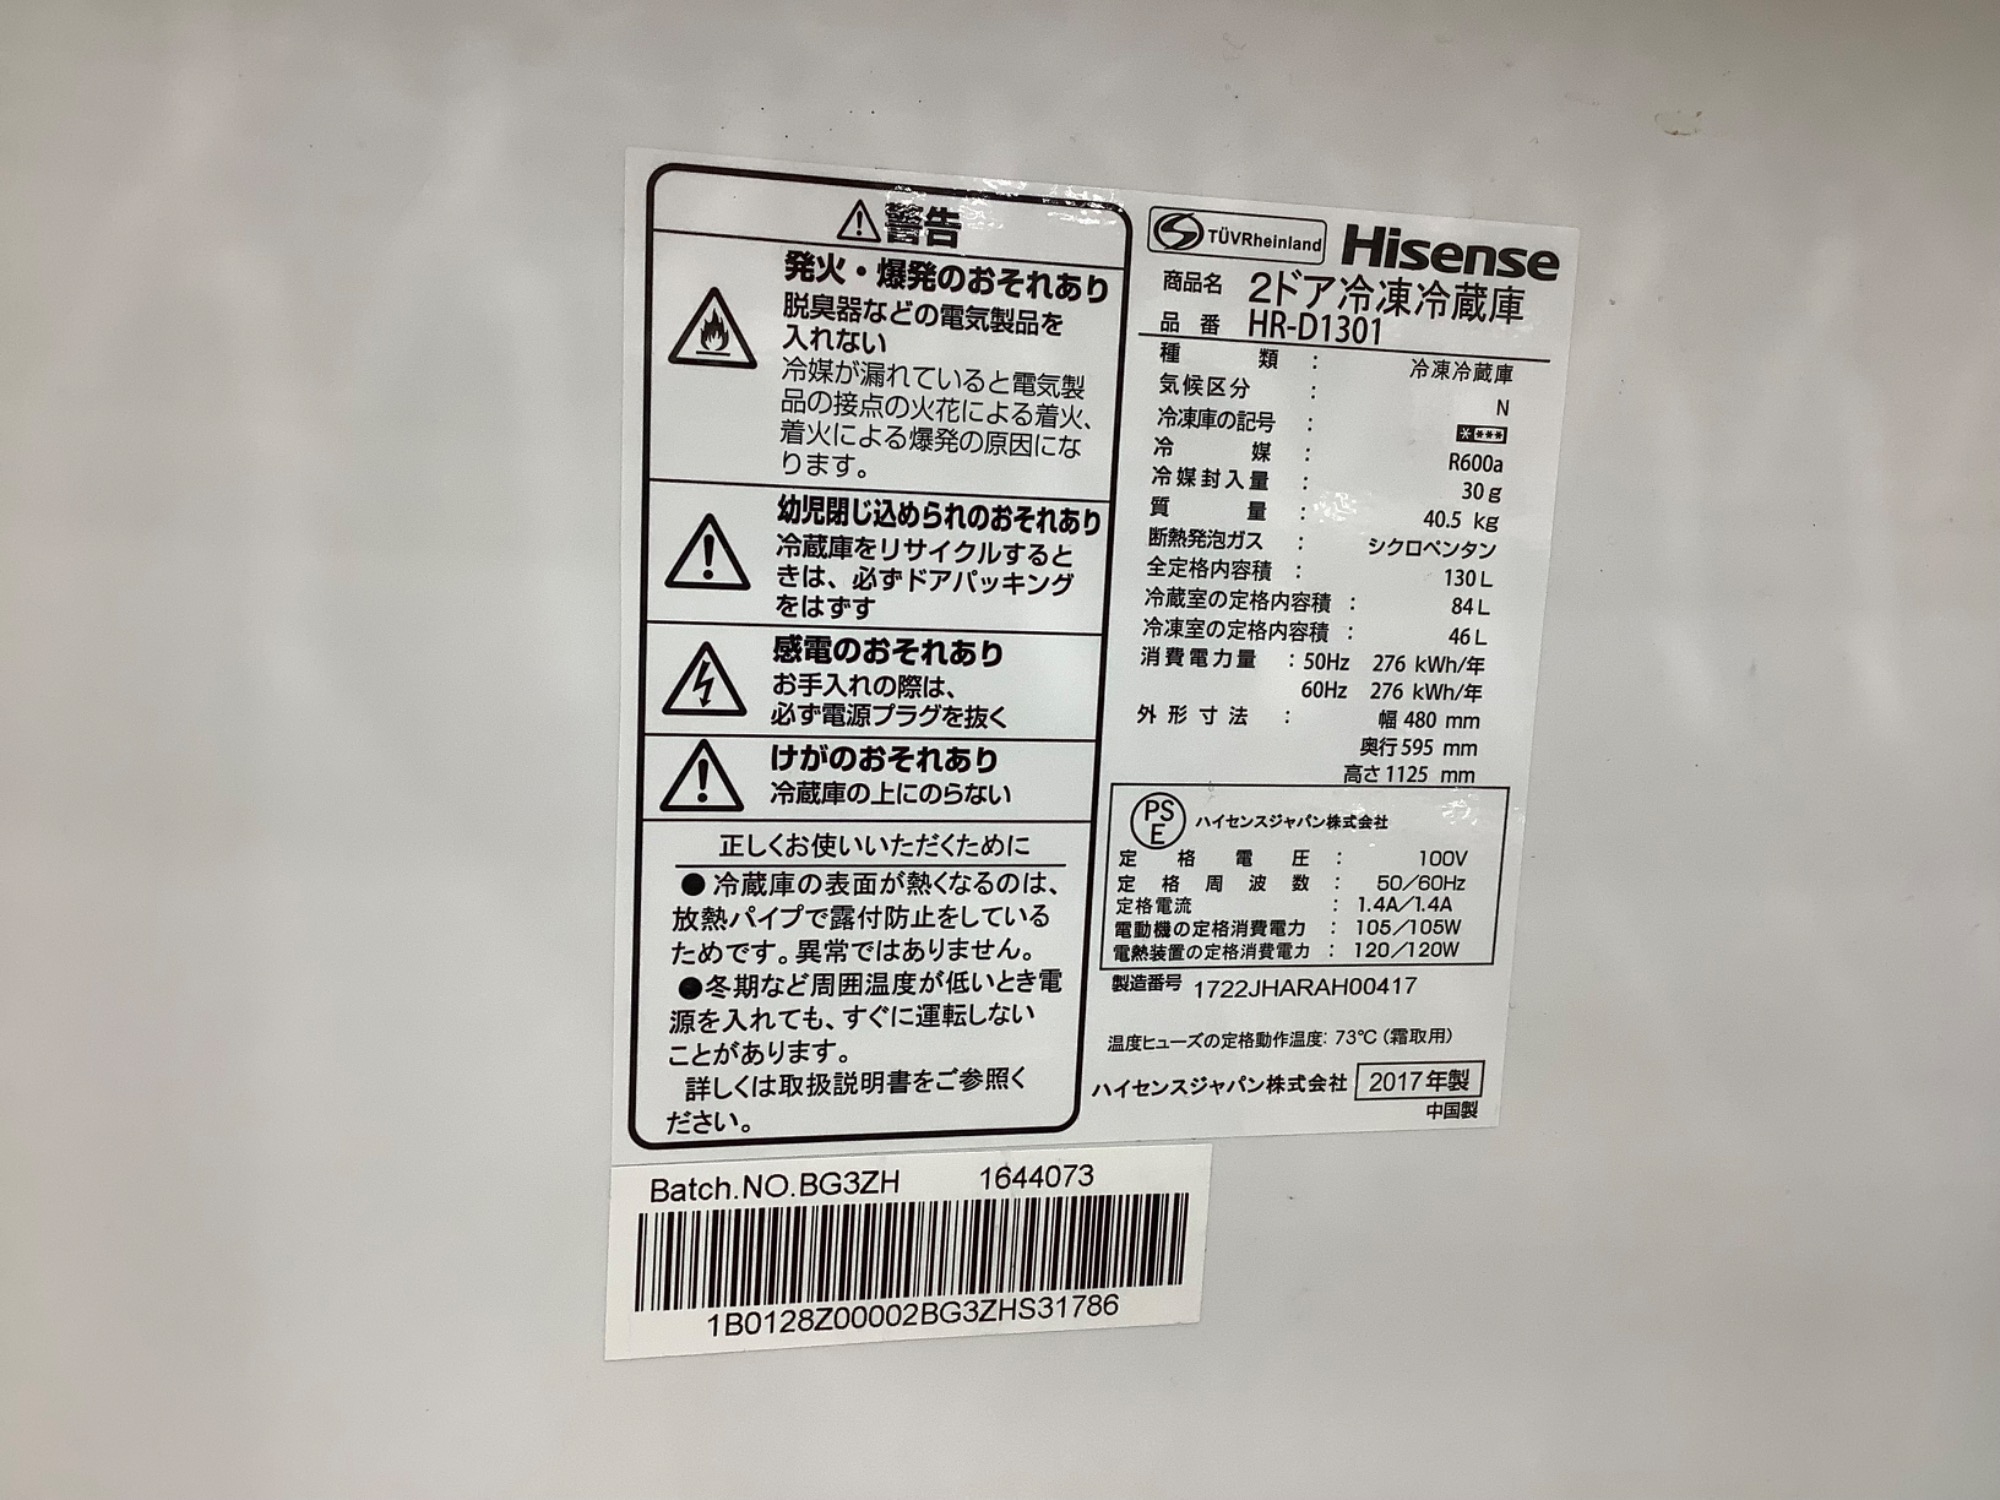 警告
発火・爆発のおそれあり
脱臭器などの電気製品を
入れない
冷媒が漏れていると電気製
品の接点の火花による着火、
着火による爆発の原因にな
ります。
幼児閉じ込められのおそれあり
冷蔵庫をリサイクルすると
きは、必ずドアパッキング
をはずす
感電のおそれあり
お手入れの際は、
必ず電源プラグを抜く
けがのおそれあり
冷蔵庫の上にのらない
正しくお使いいただくために
●冷蔵庫の表面が熱くなるのは、
放熱パイプで露付防止をしている
ためです。異常ではありません。
●冬期など周囲温度が低いとき電
源を入れても、すぐに運転しない
ことがあります。
詳しくは取扱説明書をご参照く
ださい。
TÜVRheinland Hisense
商品名 2ドア冷凍冷蔵庫
品番 HR-D1301
種類 : 冷凍冷蔵庫
気候区分 : N
冷凍庫の記号 : ****
冷媒 : R600a
冷媒封入量 : 30g
質量 : 40.5 kg
断熱発泡ガス : シクロペンタン
全定格内容積 : 130L
冷蔵室の定格内容積 : 84L
冷凍室の定格内容積 : 46L
消費電力量 : 50Hz 276 kWh/年
60Hz 276 kWh/年
外形寸法 : 幅 480 mm
奥行 595 mm
高さ 1125 mm
PSE ハイセンスジャパン株式会社
定格電圧 : 100V
定格周波数 : 50/60Hz
定格電流 : 1.4A/1.4A
電動機の定格消費電力 : 105/105W
電熱装置の定格消費電力 : 120/120W
製造番号 1722JHARAH00417
温度ヒューズの定格動作温度: 73℃(霜取用)
ハイセンスジャパン株式会社 2017年製
中国製
Batch.NO.BG3ZH 1644073
1B0128Z00002BG3ZHS31786